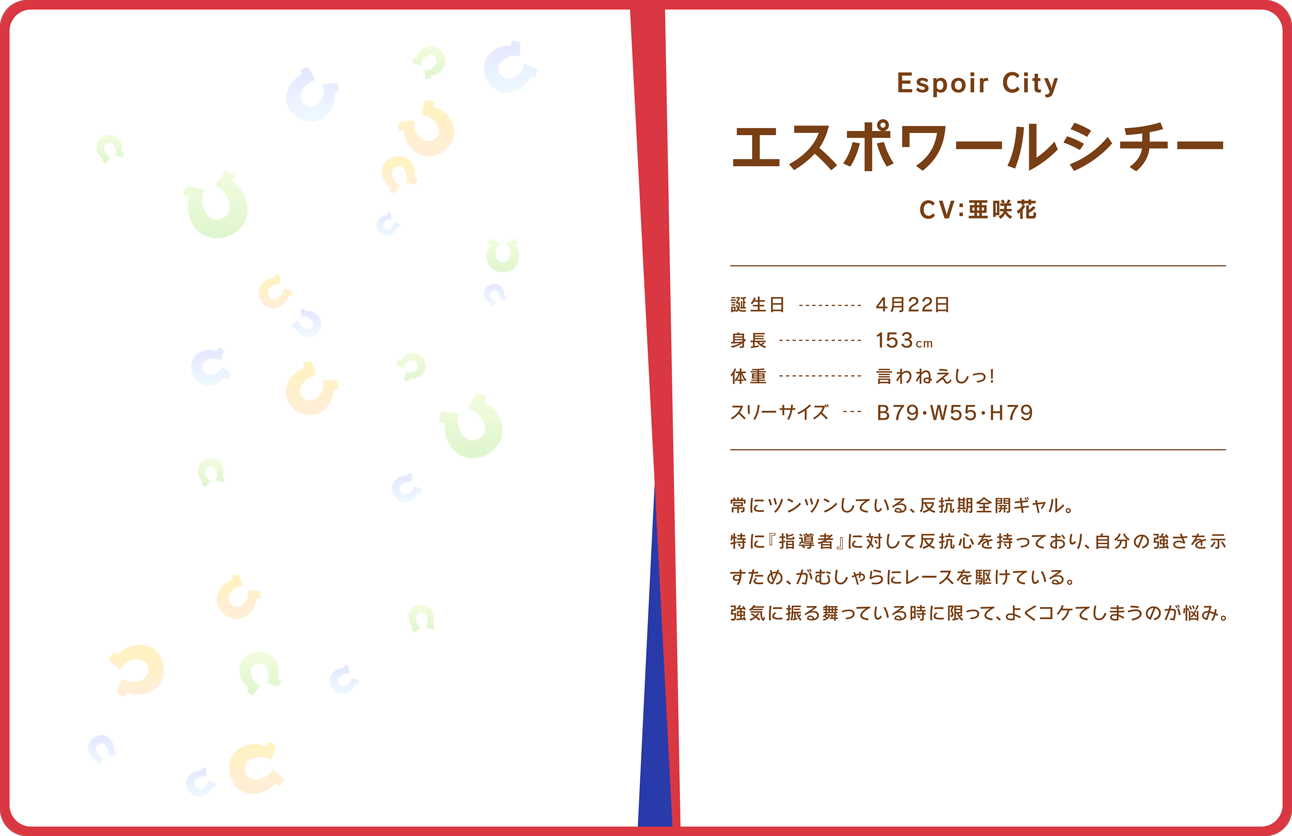 Espoir City
エスポワールシチー
CV:亜咲花
誕生日 ---------- 4月22日
身長 ------------- 153cm
体重 ------------- 言わねえしっ!
スリーサイズ --- B79・W55・H79
常にツンツンしている、反抗期全開ギャル。
特に『指導者』に対して反抗心を持っており、自分の強さを示
すため、がむしゃらにレースを駆けている。
強気に振る舞っている時に限って、よくコケてしまうのが悩み。